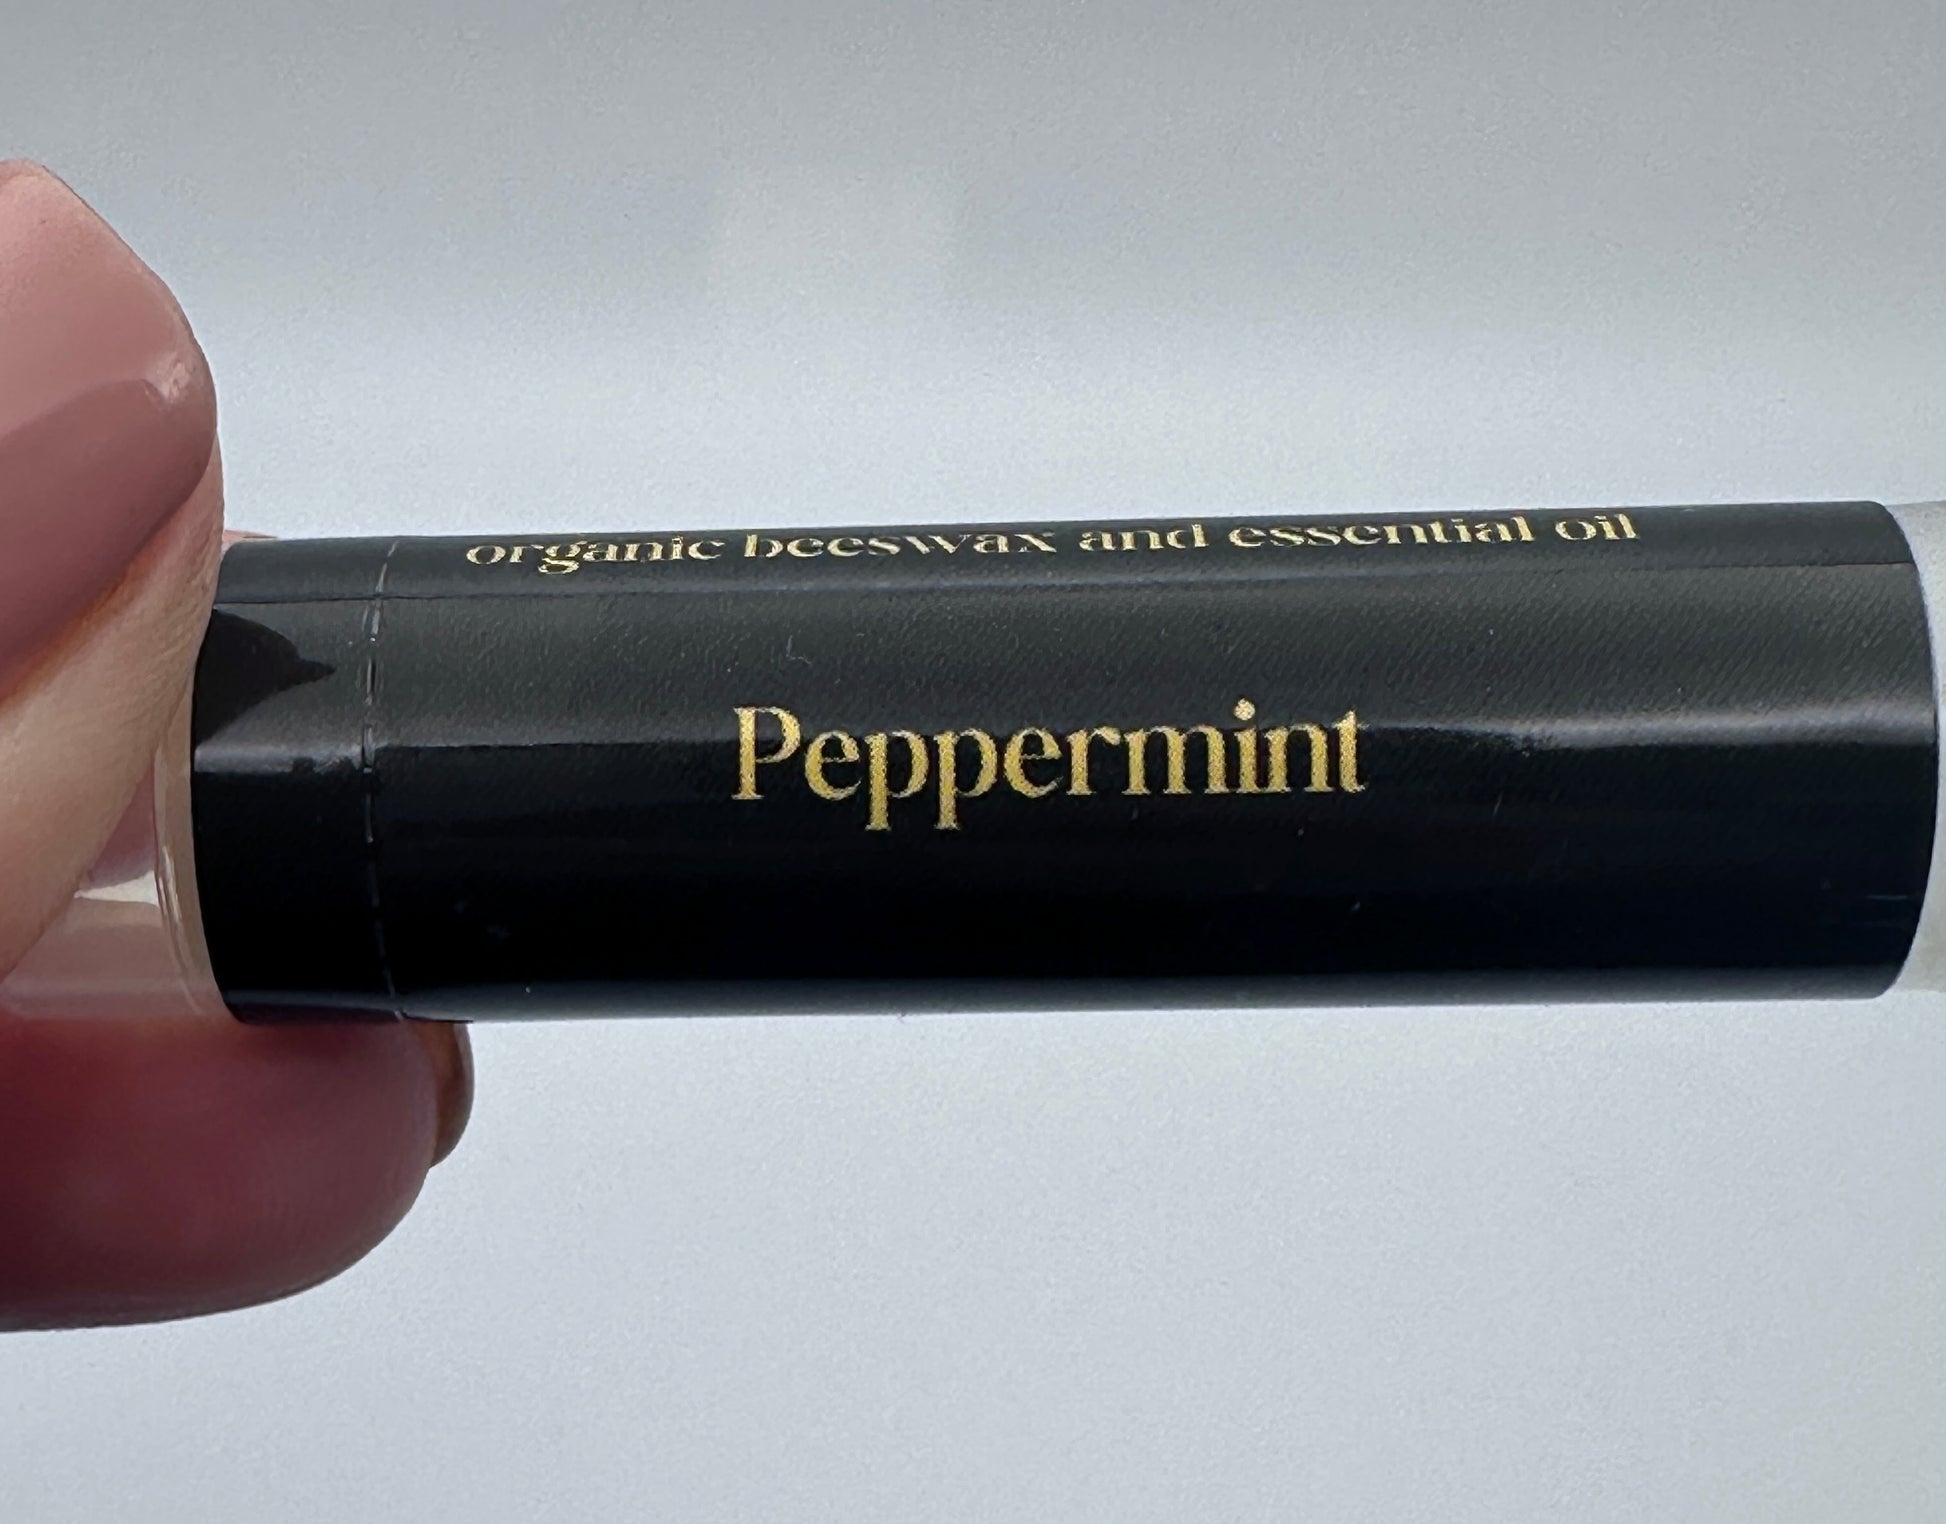 organic beeswax and essential oil
Peppermint